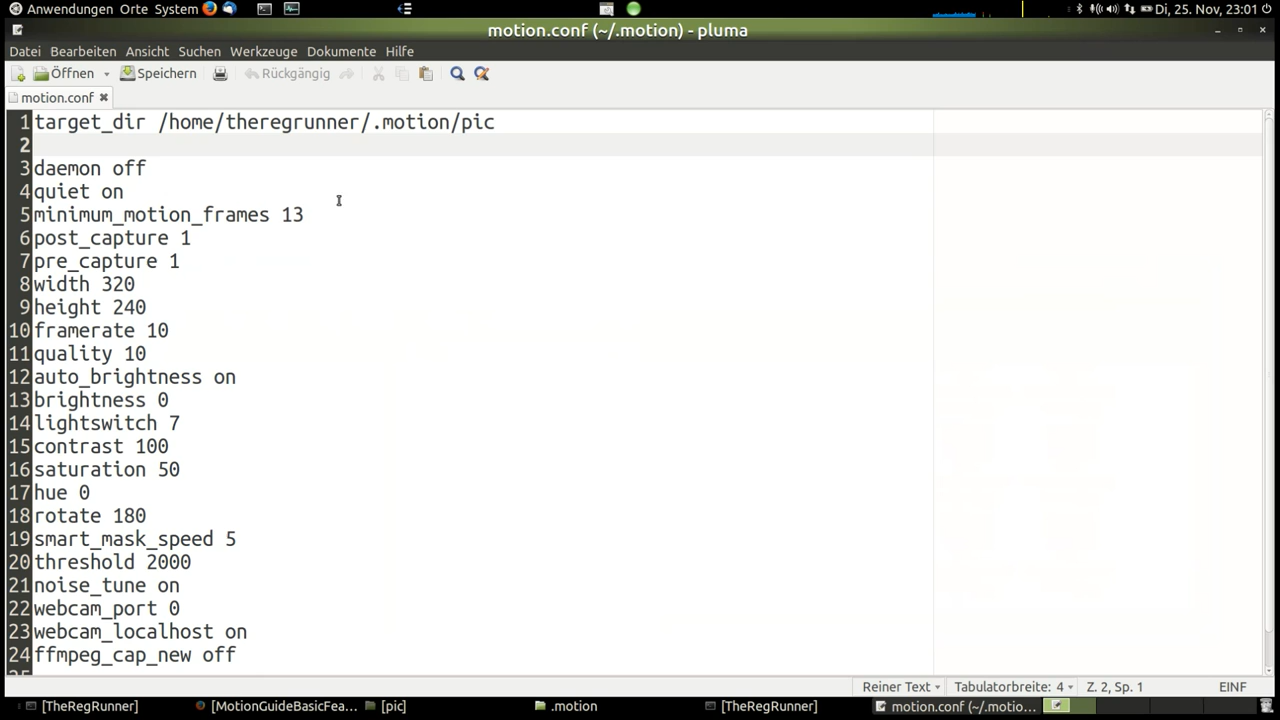 Anwendungen Orte System Di, 25. Nov, 23:01
motion.conf (~/.motion) - pluma
Datei Bearbeiten Ansicht Suchen Werkzeuge Dokumente Hilfe
Öffnen Speichern Rückgängig
motion.conf
1 target_dir /home/theregrunner/.motion/pic
2
3 daemon off
4 quiet on
5 minimum_motion_frames 13
6 post_capture 1
7 pre_capture 1
8 width 320
9 height 240
10 framerate 10
11 quality 10
12 auto_brightness on
13 brightness 0
14 lightswitch 7
15 contrast 100
16 saturation 50
17 hue 0
18 rotate 180
19 smart_mask_speed 5
20 threshold 2000
21 noise_tune on
22 webcam_port 0
23 webcam_localhost on
24 ffmpeg_cap_new off
Reiner Text Tabulatorbreite: 4 Z. 2, Sp. 1 EINF
[TheRegRunner] [MotionGuideBasicFea... [pic] .motion [TheRegRunner] motion.conf (~/.motio...